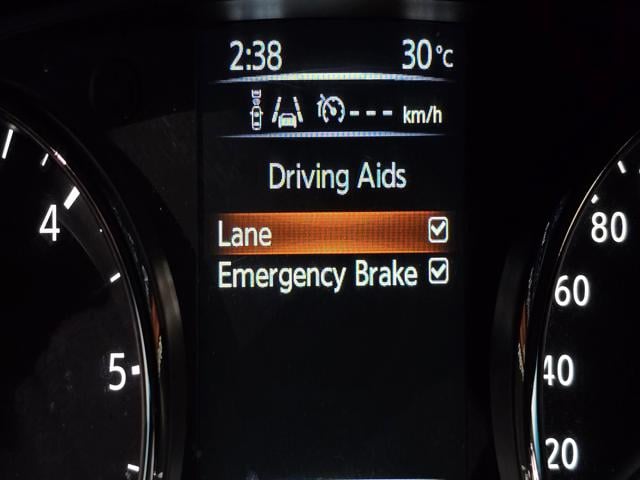 2:38 30°C
--- km/h
Driving Aids
Lane
Emergency Brake
4
5
80
60
40
20